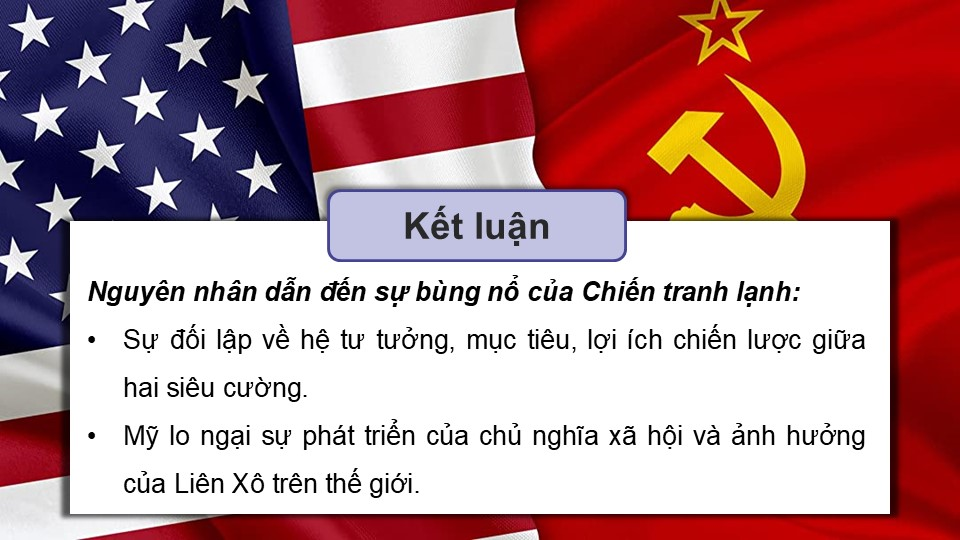 Kết luận
Nguyên nhân dẫn đến sự bùng nổ của Chiến tranh lạnh:
• Sự đối lập về hệ tư tưởng, mục tiêu, lợi ích chiến lược giữa
hai siêu cường.
• Mỹ lo ngại sự phát triển của chủ nghĩa xã hội và ảnh hưởng
của Liên Xô trên thế giới.